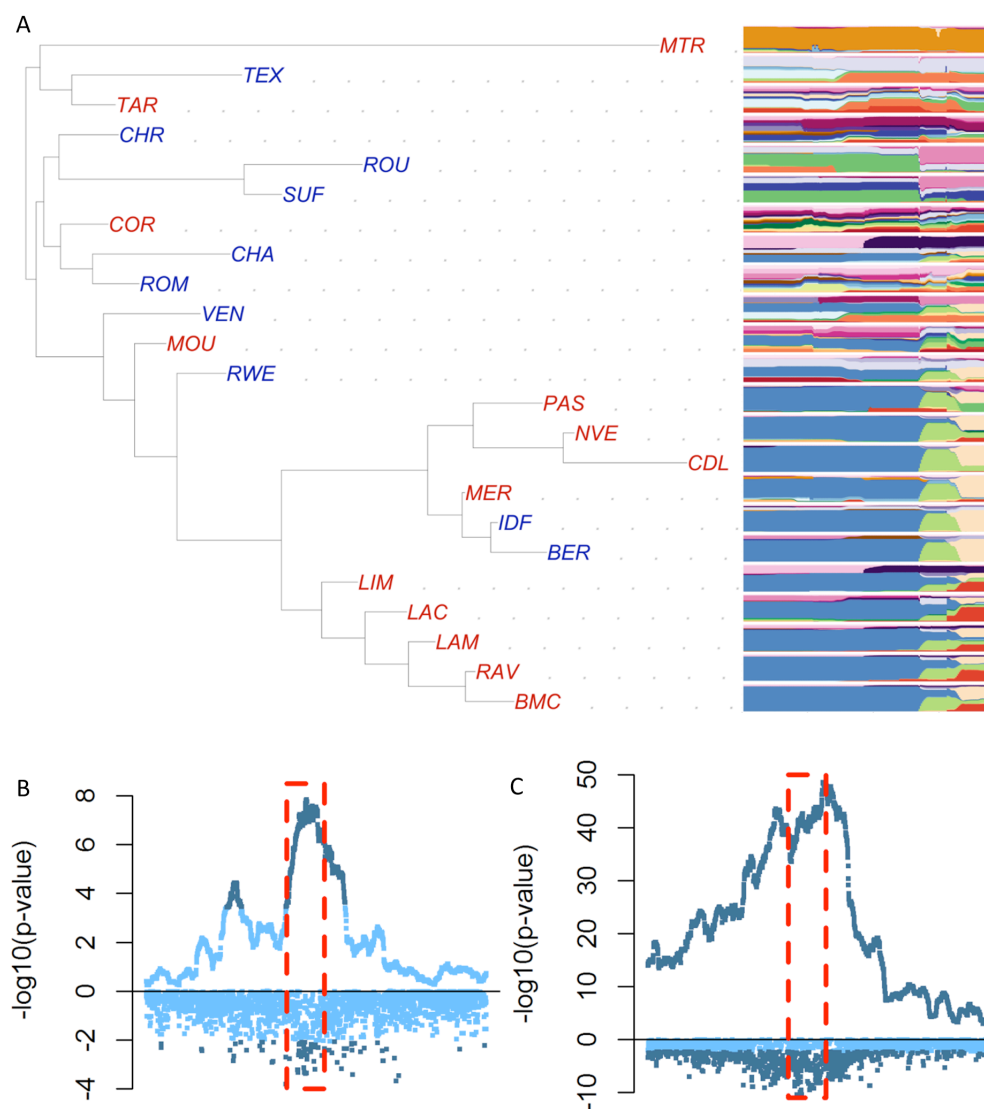 A
MTR
TEX
TAR
CHR
ROU
SUF
COR
CHA
ROM
VEN
MOU
RWE
PAS
NVE
CDL
MER
IDF
BER
LIM
LAC
LAM
RAV
BMC
B
-log10(p-value)
8
6
4
2
0
-2
-4
C
-log10(p-value)
50
40
30
20
10
0
-10